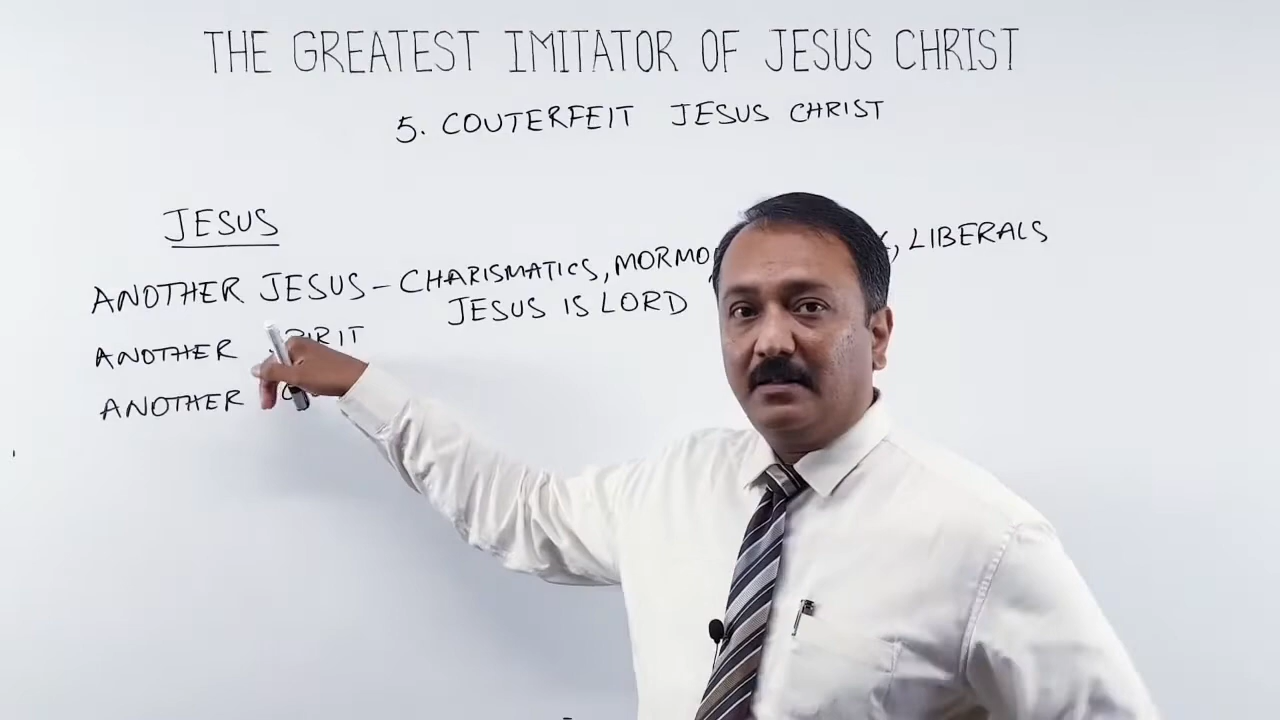 THE GREATEST IMITATOR OF JESUS CHRIST
5. COUTERFEIT JESUS CHRIST
JESUS
ANOTHER JESUS – CHARISMATICS, LIBERALS
JESUS IS LORD
ANOTHER
ANOTHER